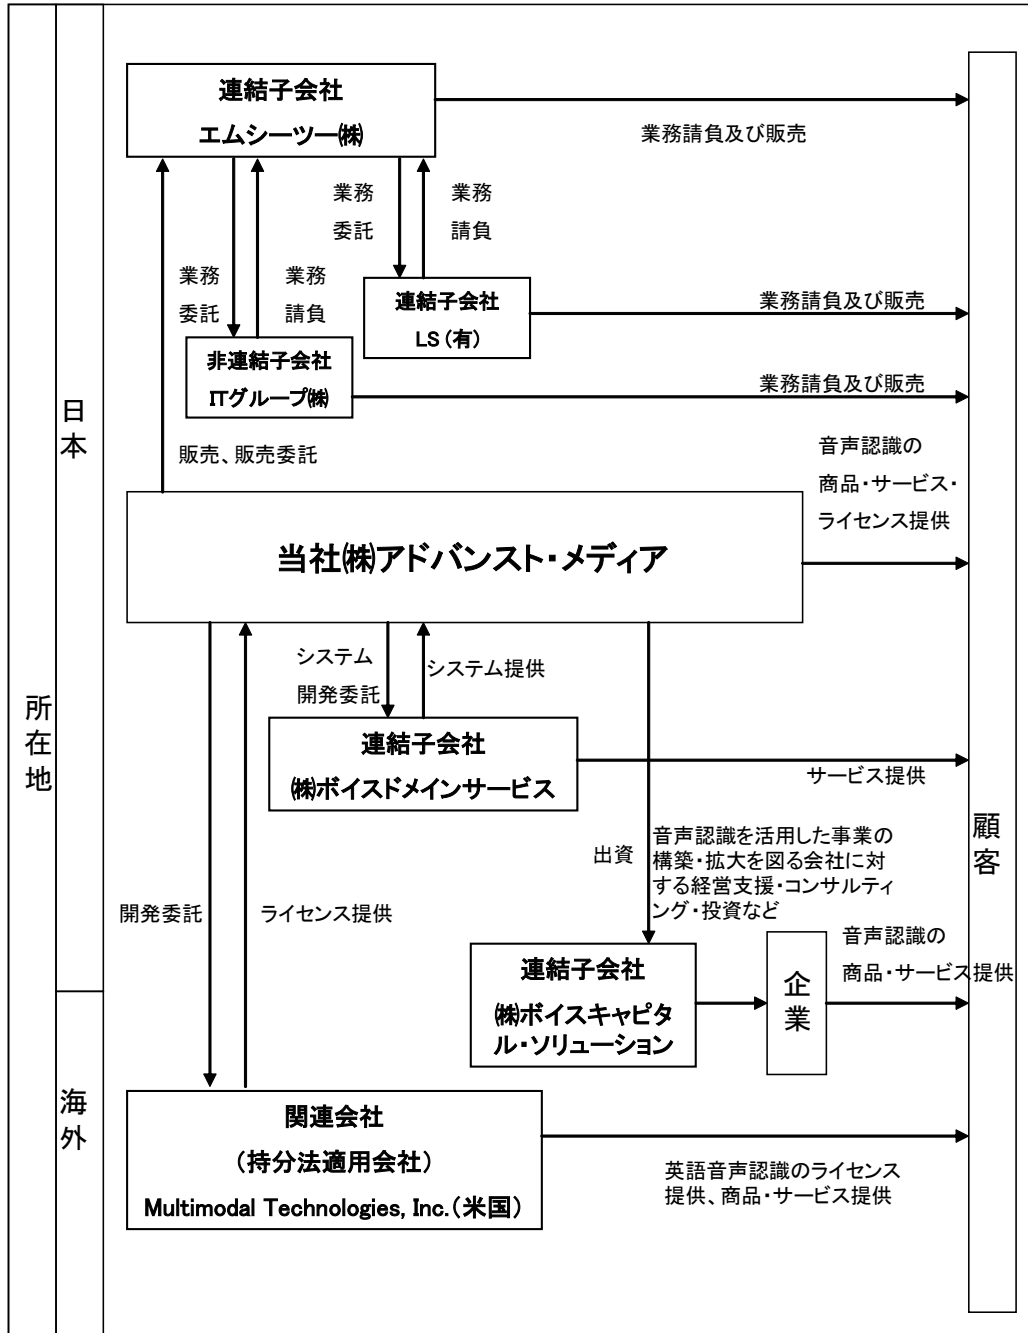 連結子会社
エムシーツー㈱
業務請負及び販売
業務
委託
業務
請負
業務
委託
業務
請負
連結子会社
LS(有)
業務請負及び販売
非連結子会社
ITグループ㈱
業務請負及び販売
日本
販売、販売委託
音声認識の
商品・サービス・
ライセンス提供
当社㈱アドバンスト・メディア
システム
開発委託
システム提供
所在地
連結子会社
㈱ボイスドメインサービス
サービス提供
顧客
出資
音声認識を活用した事業の
構築・拡大を図る会社に対
する経営支援・コンサルティ
ング・投資など
開発委託
ライセンス提供
連結子会社
㈱ボイスキャピタ
ル・ソリューション
企業
音声認識の
商品・サービス提供
海外
関連会社
(持分法適用会社)
Multimodal Technologies, Inc.(米国)
英語音声認識のライセンス
提供、商品・サービス提供